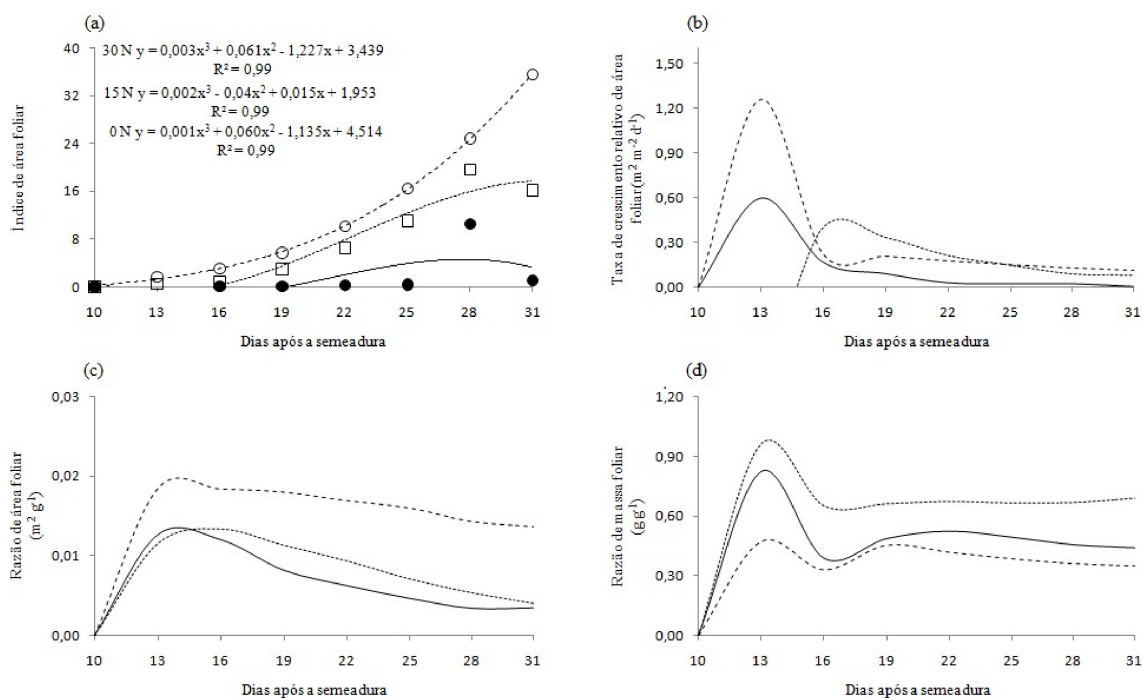 (a)
30 N y = 0,003x³ + 0,061x² - 1,227x + 3,439
R² = 0,99
15 N y = 0,002x³ - 0,04x² + 0,015x + 1,953
R² = 0,99
0 N y = 0,001x³ + 0,060x² - 1,135x + 4,514
R² = 0,99
Índice de área foliar
40
32
24
16
8
0
10 13 16 19 22 25 28 31
Dias após a semeadura
(b)
Taxa de crescimento relativo de área
foliar (m² m⁻² d⁻¹)
1,50
1,20
0,90
0,60
0,30
0,00
10 13 16 19 22 25 28 31
Dias após a semeadura
(c)
Razão de área foliar
(m² g⁻¹)
0,03
0,02
0,01
0,00
10 13 16 19 22 25 28 31
Dias após a semeadura
(d)
Razão de massa foliar
(g g⁻¹)
1,20
0,90
0,60
0,30
0,00
10 13 16 19 22 25 28 31
Dias após a semeadura